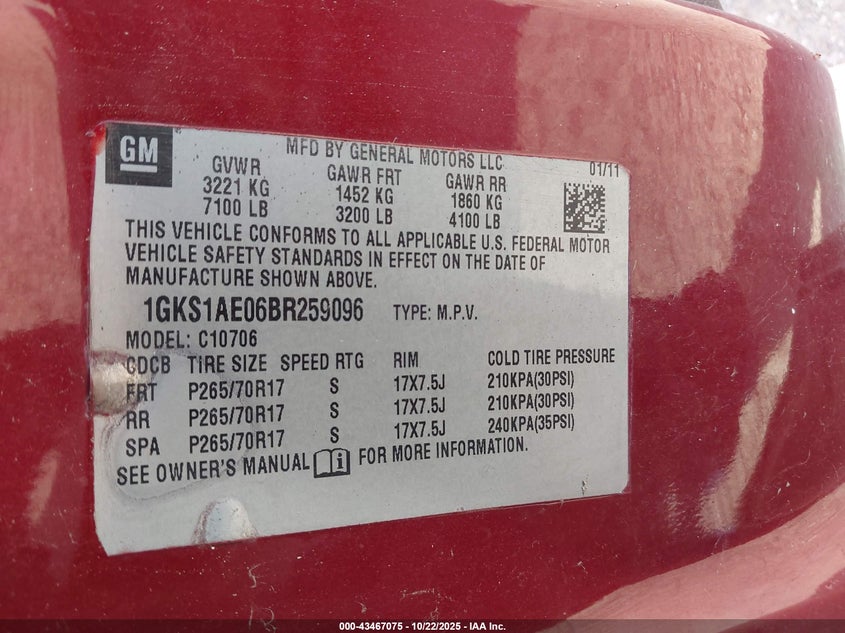 GM
MFD BY GENERAL MOTORS LLC
01/11
GVWR GAWR FRT GAWR RR
3221 KG 1452 KG 1860 KG
7100 LB 3200 LB 4100 LB
THIS VEHICLE CONFORMS TO ALL APPLICABLE U.S. FEDERAL MOTOR
VEHICLE SAFETY STANDARDS IN EFFECT ON THE DATE OF
MANUFACTURE SHOWN ABOVE.
1GKS1AE06BR259096 TYPE: M.P.V.
MODEL: C10706
CDCB TIRE SIZE SPEED RTG RIM COLD TIRE PRESSURE
FRT P265/70R17 S 17X7.5J 210KPA(30PSI)
RR P265/70R17 S 17X7.5J 210KPA(30PSI)
SPA P265/70R17 S 17X7.5J 240KPA(35PSI)
SEE OWNER'S MANUAL FOR MORE INFORMATION.
000-43467075 - 10/22/2025 - IAA Inc.